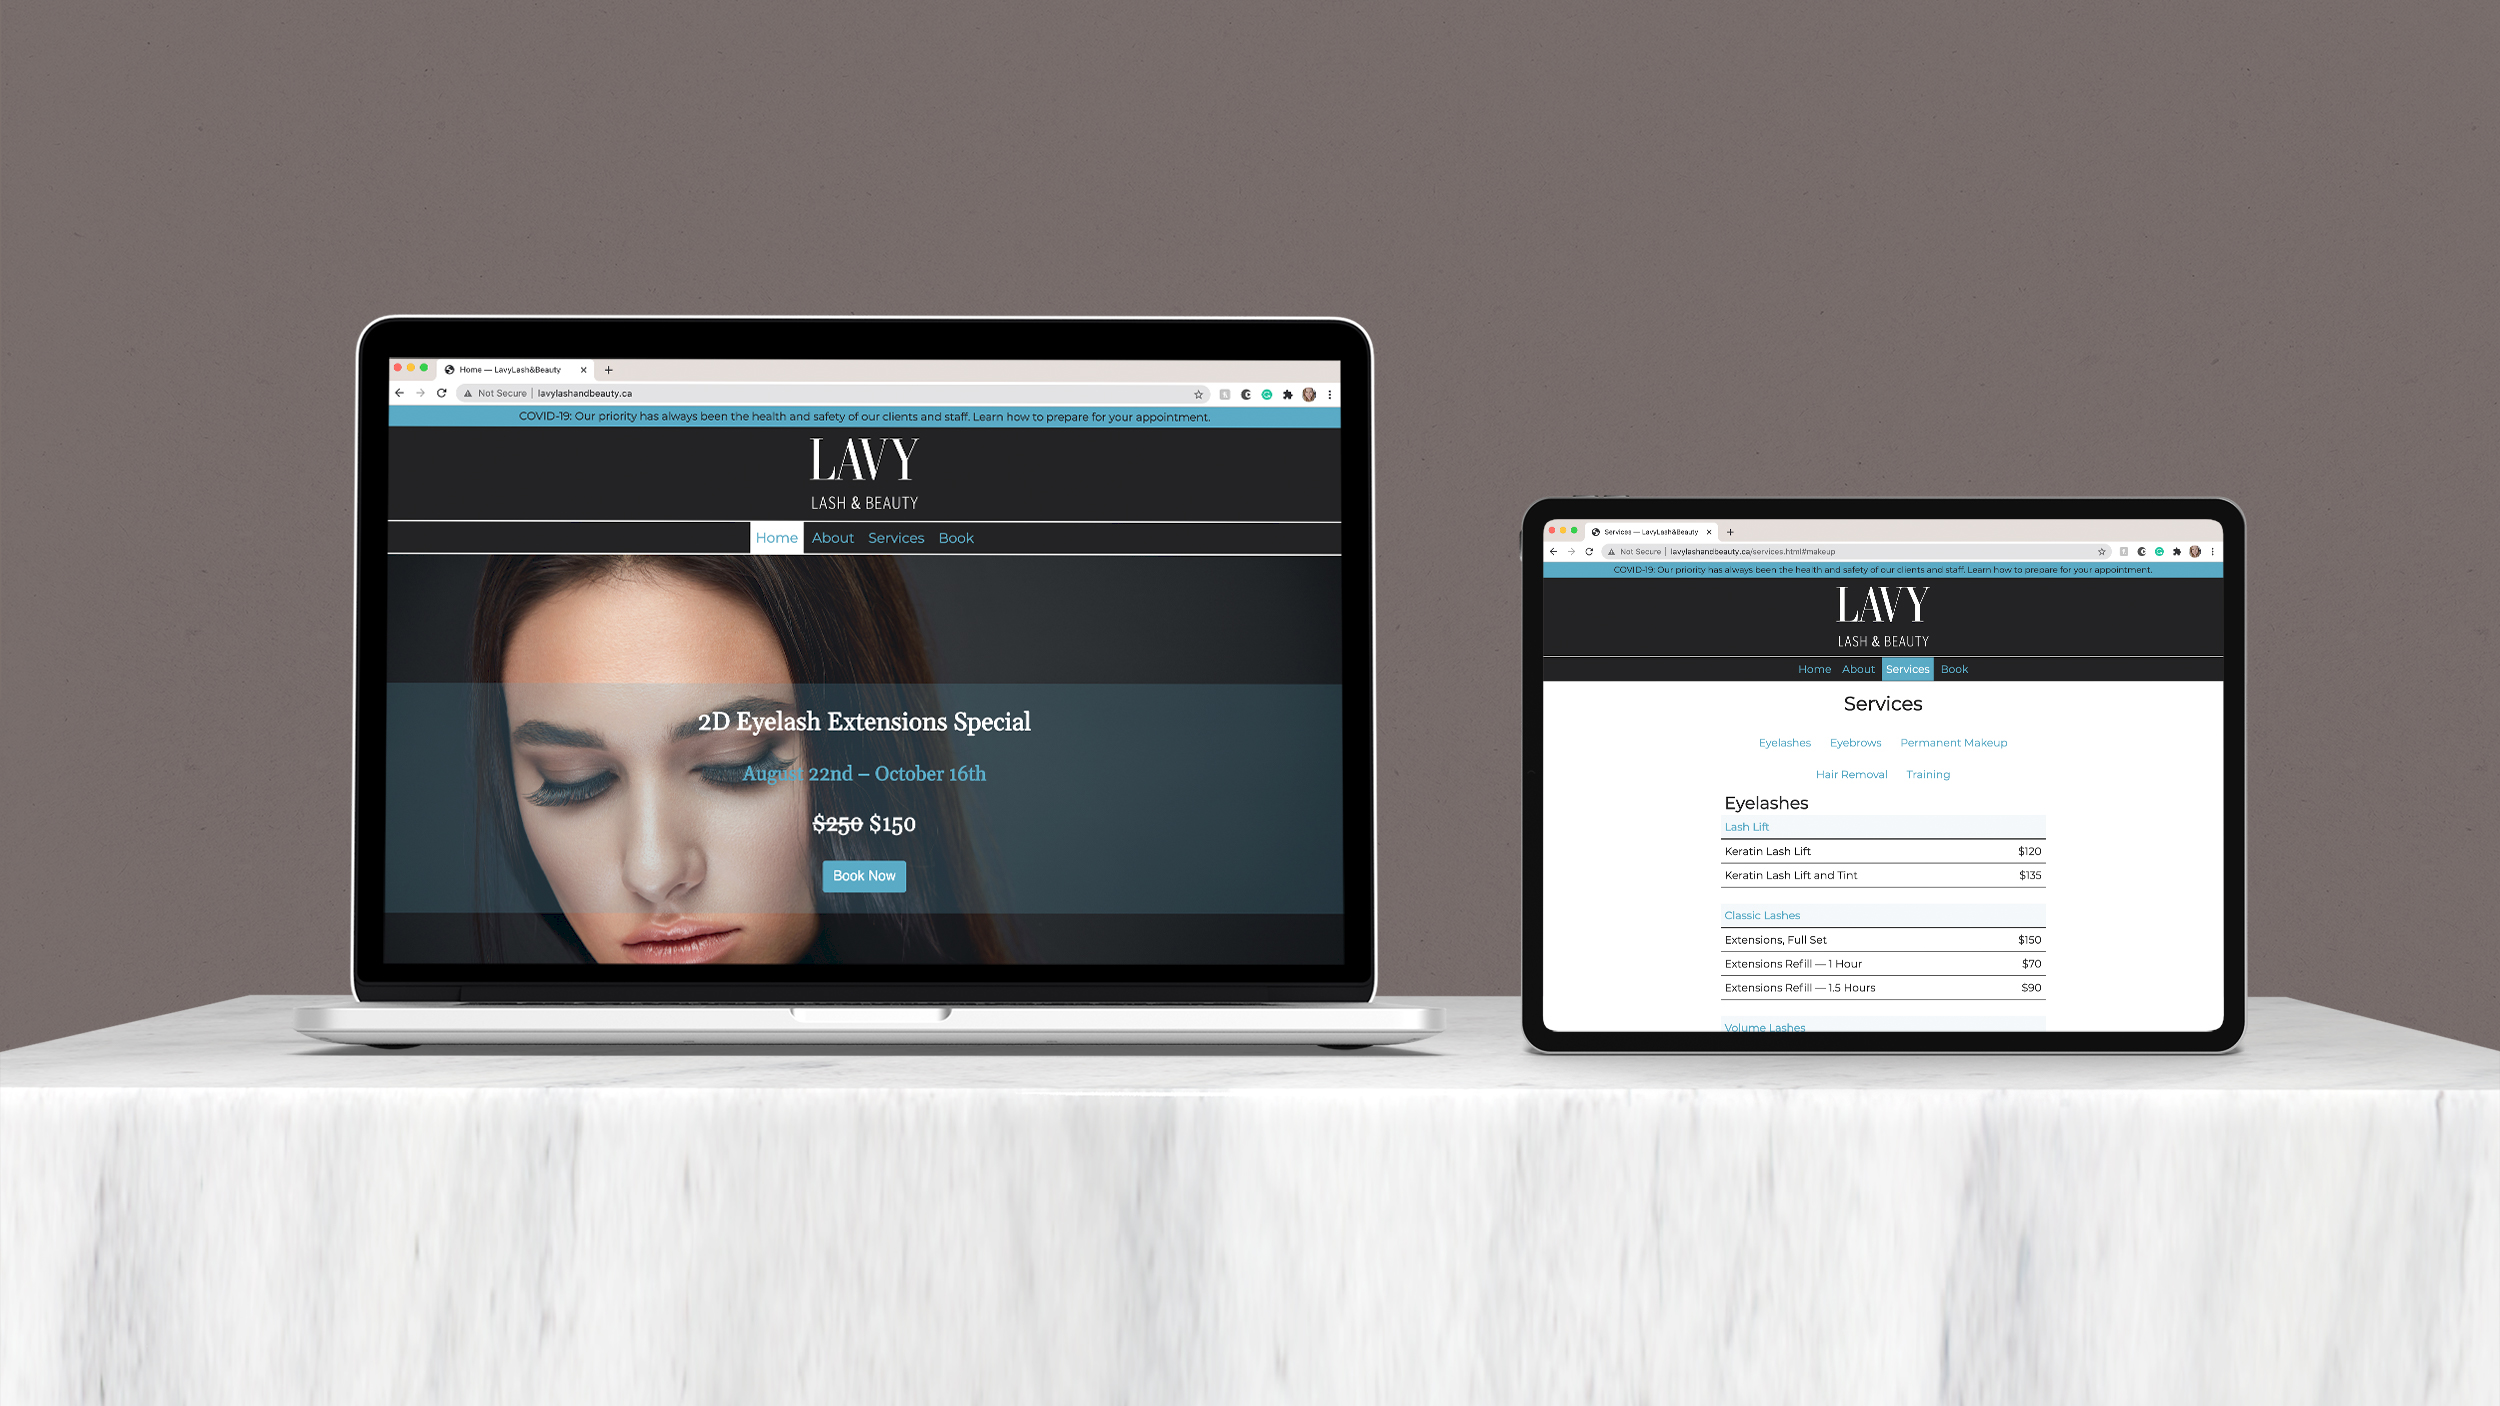 Home — LavyLash&Beauty
Not Secure | lavylashandbeauty.ca
COVID-19: Our priority has always been the health and safety of our clients and staff. Learn how to prepare for your appointment.
LAVY
LASH & BEAUTY
Home About Services Book
2D Eyelash Extensions Special
August 22nd – October 16th
$250 $150
Book Now
Services — LavyLash&Beauty
Not Secure | lavylashandbeauty.ca/services.html#makeup
COVID-19: Our priority has always been the health and safety of our clients and staff. Learn how to prepare for your appointment.
LAVY
LASH & BEAUTY
Home About Services Book
Services
Eyelashes Eyebrows Permanent Makeup
Hair Removal Training
Eyelashes
Lash Lift
Keratin Lash Lift $120
Keratin Lash Lift and Tint $135
Classic Lashes
Extensions, Full Set $150
Extensions Refill — 1 Hour $70
Extensions Refill — 1.5 Hours $90
Volume Lashes